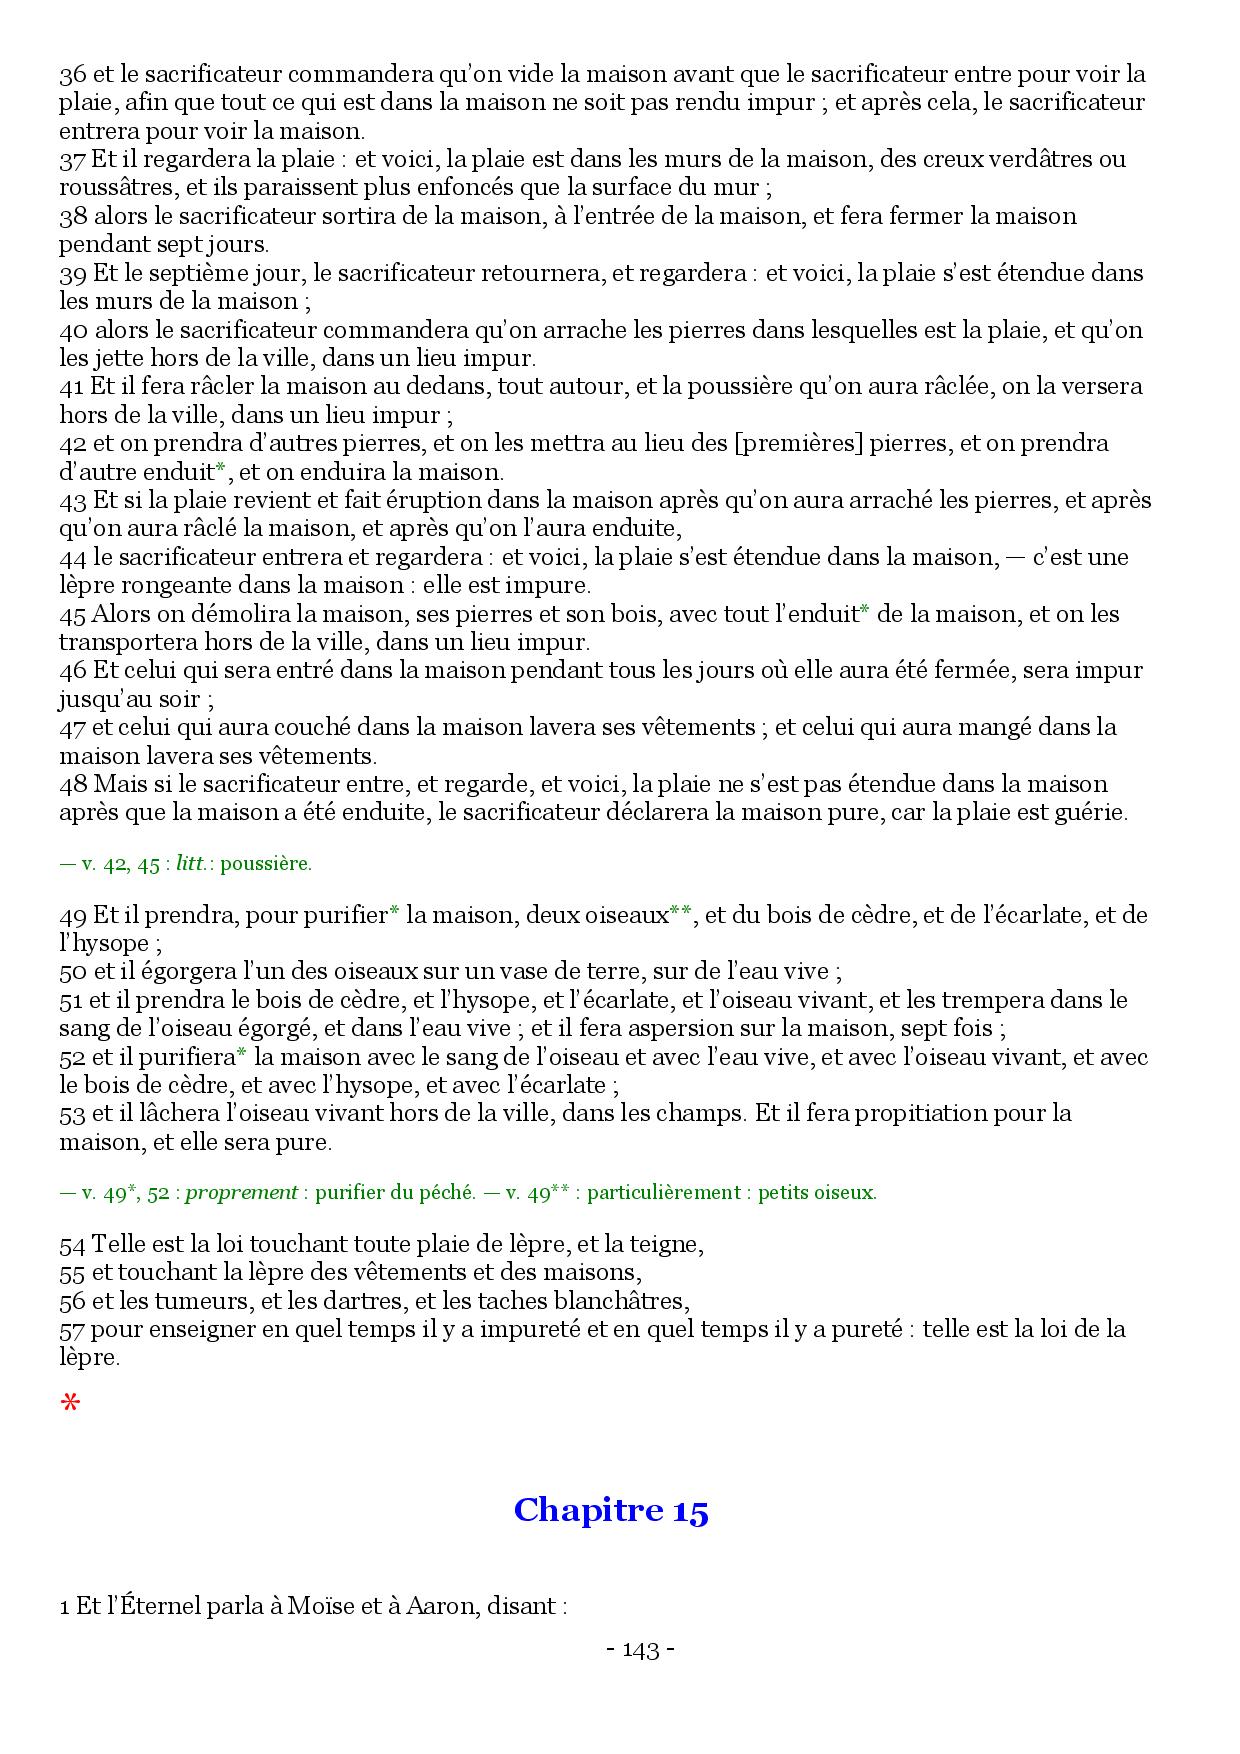 36 et le sacrificateur commandera qu’on vide la maison avant que le sacrificateur entre pour voir la
plaie, afin que tout ce qui est dans la maison ne soit pas rendu impur ; et après cela, le sacrificateur
entrera pour voir la maison.
37 Et il regardera la plaie : et voici, la plaie est dans les murs de la maison, des creux verdâtres ou
roussâtres, et ils paraissent plus enfoncés que la surface du mur ;
38 alors le sacrificateur sortira de la maison, à l’entrée de la maison, et fera fermer la maison
pendant sept jours.
39 Et le septième jour, le sacrificateur retournera, et regardera : et voici, la plaie s’est étendue dans
les murs de la maison ;
40 alors le sacrificateur commandera qu’on arrache les pierres dans lesquelles est la plaie, et qu’on
les jette hors de la ville, dans un lieu impur.
41 Et il fera râcler la maison au dedans, tout autour, et la poussière qu’on aura râclée, on la versera
hors de la ville, dans un lieu impur ;
42 et on prendra d’autres pierres, et on les mettra au lieu des [premières] pierres, et on prendra
d’autre enduit*, et on enduira la maison.
43 Et si la plaie revient et fait éruption dans la maison après qu’on aura arraché les pierres, et après
qu’on aura râclé la maison, et après qu’on l’aura enduite,
44 le sacrificateur entrera et regardera : et voici, la plaie s’est étendue dans la maison, — c’est une
lèpre rongeante dans la maison : elle est impure.
45 Alors on démolira la maison, ses pierres et son bois, avec tout l’enduit* de la maison, et on les
transportera hors de la ville, dans un lieu impur.
46 Et celui qui sera entré dans la maison pendant tous les jours où elle aura été fermée, sera impur
jusqu’au soir ;
47 et celui qui aura couché dans la maison lavera ses vêtements ; et celui qui aura mangé dans la
maison lavera ses vêtements.
48 Mais si le sacrificateur entre, et regarde, et voici, la plaie ne s’est pas étendue dans la maison
après que la maison a été enduite, le sacrificateur déclarera la maison pure, car la plaie est guérie.
— v. 42, 45 : litt.: poussière.
49 Et il prendra, pour purifier* la maison, deux oiseaux**, et du bois de cèdre, et de l’écarlate, et de
l’hysope ;
50 et il égorgera l’un des oiseaux sur un vase de terre, sur de l’eau vive ;
51 et il prendra le bois de cèdre, et l’hysope, et l’écarlate, et l’oiseau vivant, et les trempera dans le
sang de l’oiseau égorgé, et dans l’eau vive ; et il fera aspersion sur la maison, sept fois ;
52 et il purifiera* la maison avec le sang de l’oiseau et avec l’eau vive, et avec l’oiseau vivant, et avec
le bois de cèdre, et avec l’hysope, et avec l’écarlate ;
53 et il lâchera l’oiseau vivant hors de la ville, dans les champs. Et il fera propitiation pour la
maison, et elle sera pure.
— v. 49*, 52 : proprement : purifier du péché. — v. 49** : particulièrement : petits oiseux.
54 Telle est la loi touchant toute plaie de lèpre, et la teigne,
55 et touchant la lèpre des vêtements et des maisons,
56 et les tumeurs, et les dartres, et les taches blanchâtres,
57 pour enseigner en quel temps il y a impureté et en quel temps il y a pureté : telle est la loi de la
lèpre.
*
Chapitre 15
1 Et l’Éternel parla à Moïse et à Aaron, disant :
- 143 -